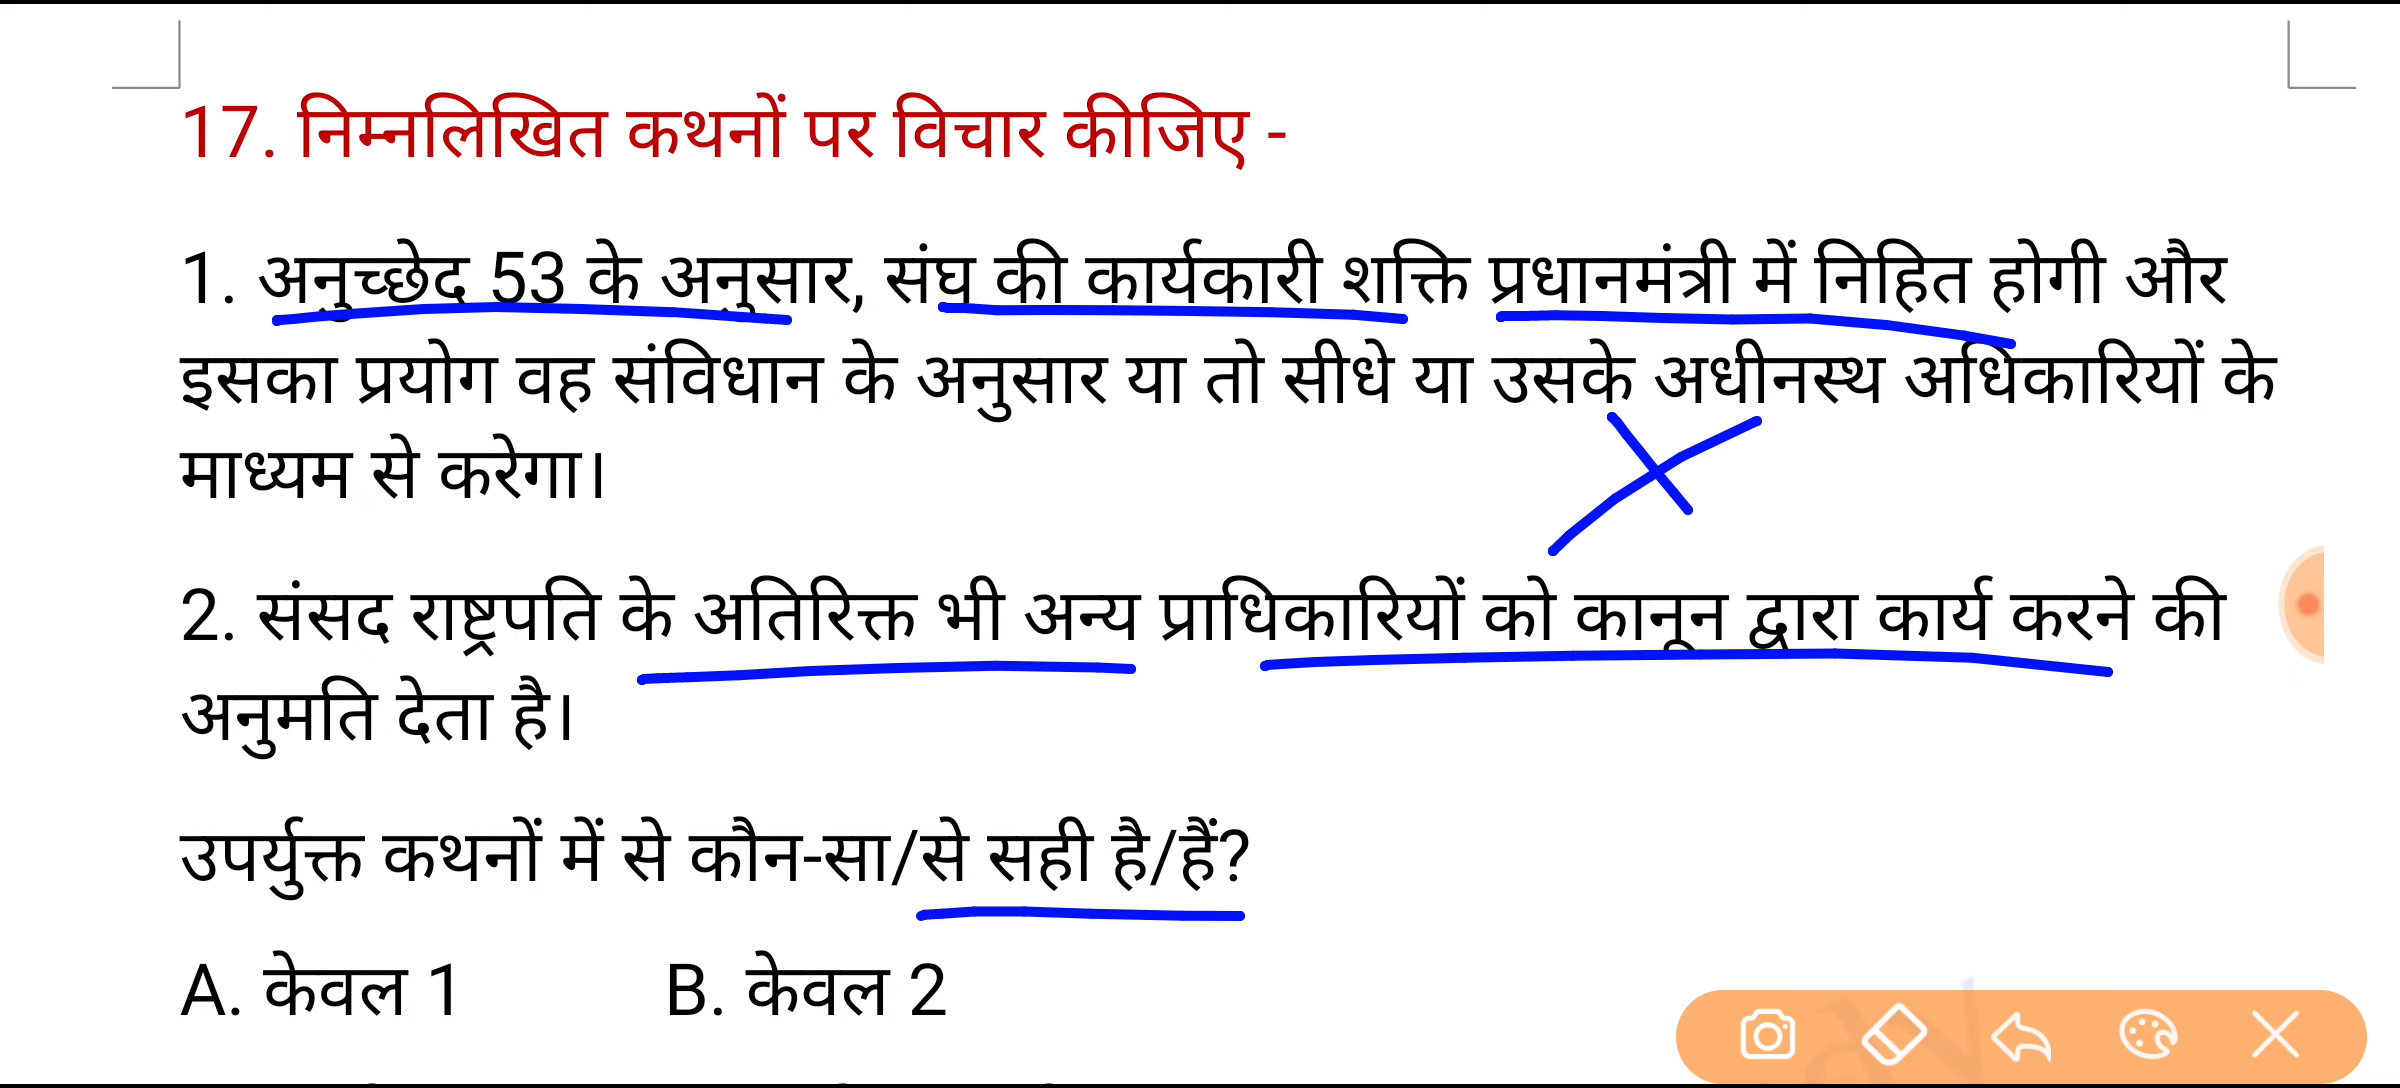 17. निम्नलिखित कथनों पर विचार कीजिए -
1. अनुच्छेद 53 के अनुसार, संघ की कार्यकारी शक्ति प्रधानमंत्री में निहित होगी और
इसका प्रयोग वह संविधान के अनुसार या तो सीधे या उसके अधीनस्थ अधिकारियों के
माध्यम से करेगा।
2. संसद राष्ट्रपति के अतिरिक्त भी अन्य प्राधिकारियों को कानून द्वारा कार्य करने की
अनुमति देता है।
उपर्युक्त कथनों में से कौन-सा/से सही है/हैं?
A. केवल 1 B. केवल 2